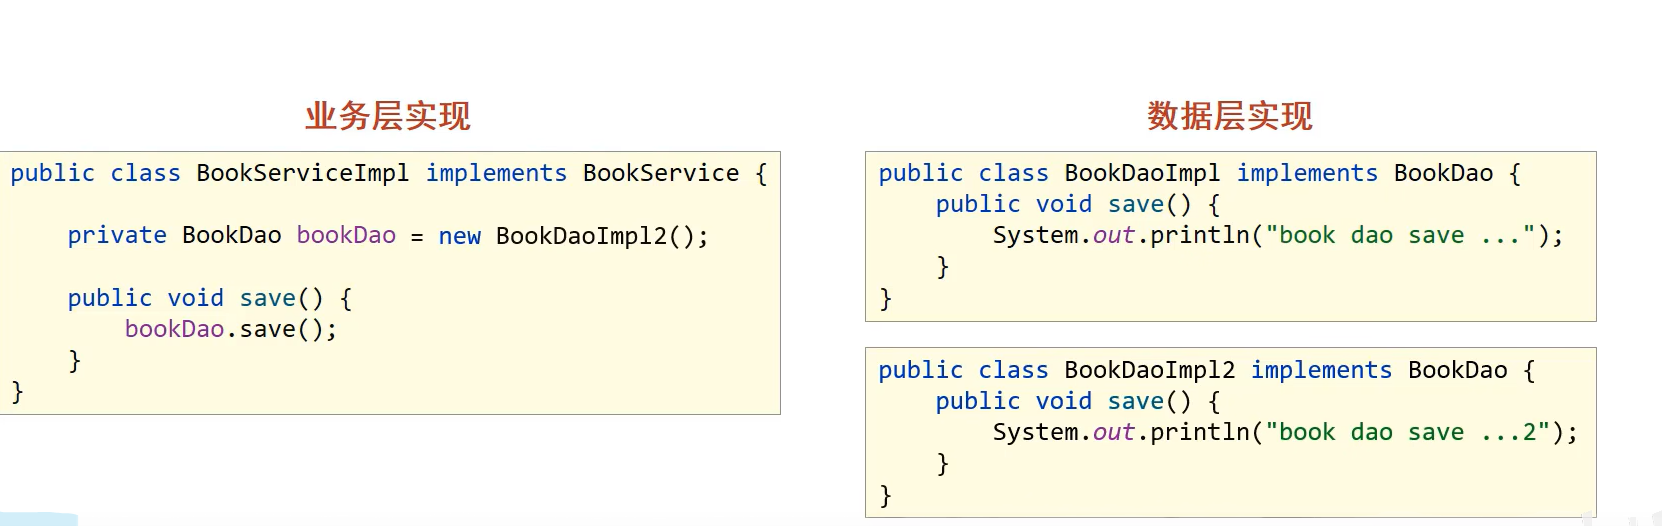 业务层实现
public class BookServiceImpl implements BookService {
private BookDao bookDao = new BookDaoImpl2();
public void save() {
bookDao.save();
}
}
数据层实现
public class BookDaoImpl implements BookDao {
public void save() {
System.out.println("book dao save ...");
}
}
public class BookDaoImpl2 implements BookDao {
public void save() {
System.out.println("book dao save ...2");
}
}